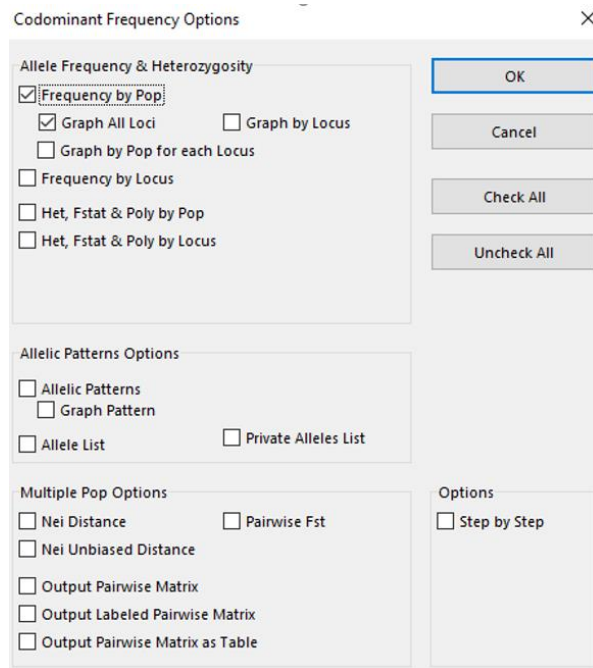 Codominant Frequency Options
Allele Frequency & Heterozygosity
Frequency by Pop
Graph All Loci
Graph by Locus
Graph by Pop for each Locus
Frequency by Locus
Het, Fstat & Poly by Pop
Het, Fstat & Poly by Locus
OK
Cancel
Check All
Uncheck All
Allelic Patterns Options
Allelic Patterns
Graph Pattern
Allele List
Private Alleles List
Multiple Pop Options
Nei Distance
Pairwise Fst
Nei Unbiased Distance
Output Pairwise Matrix
Output Labeled Pairwise Matrix
Output Pairwise Matrix as Table
Options
Step by Step